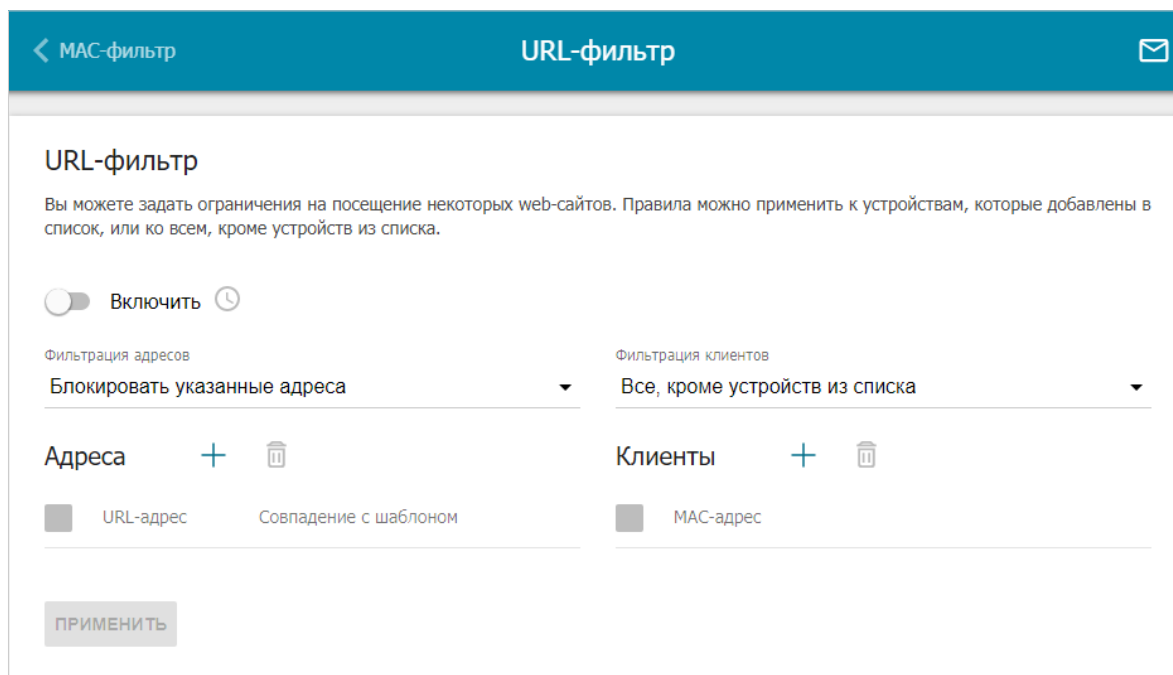 МАС-фильтр
URL-фильтр
URL-фильтр
Вы можете задать ограничения на посещение некоторых web-сайтов. Правила можно применить к устройствам, которые добавлены в
список, или ко всем, кроме устройств из списка.
Включить
Фильтрация адресов
Фильтрация клиентов
Блокировать указанные адреса
Все, кроме устройств из списка
Адреса
Клиенты
URL-адрес
Совпадение с шаблоном
МАС-адрес
ПРИМЕНИТЬ